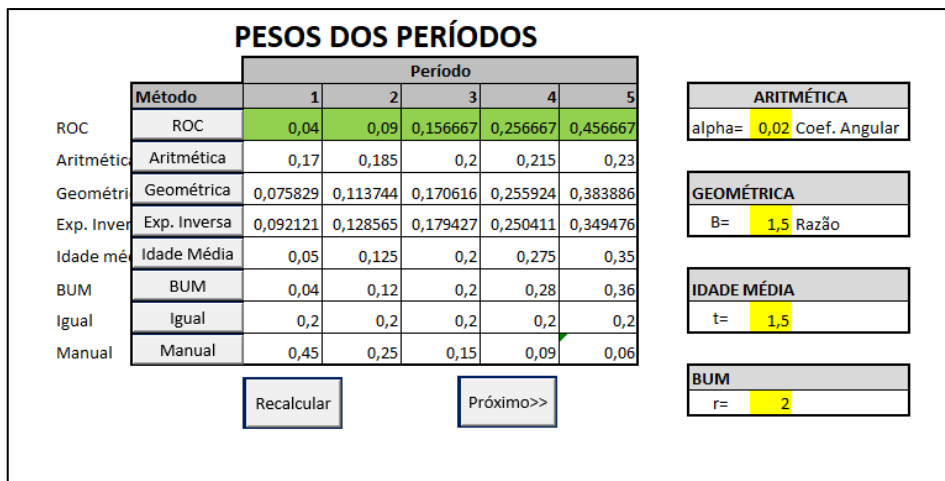 PESOS DOS PERÍODOS
Período
Método 1 2 3 4 5
ROC ROC 0,04 0,09 0,156667 0,256667 0,456667
Aritmética Aritmética 0,17 0,185 0,2 0,215 0,23
Geométri Geométrica 0,075829 0,113744 0,170616 0,255924 0,383886
Exp. Inver Exp. Inversa 0,092121 0,128565 0,179427 0,250411 0,349476
Idade mé Idade Média 0,05 0,125 0,2 0,275 0,35
BUM BUM 0,04 0,12 0,2 0,28 0,36
Igual Igual 0,2 0,2 0,2 0,2 0,2
Manual Manual 0,45 0,25 0,15 0,09 0,06
Recalcular Próximo>>
ARITMÉTICA
alpha= 0,02 Coef. Angular
GEOMÉTRICA
B= 1,5 Razão
IDADE MÉDIA
t= 1,5
BUM
r= 2